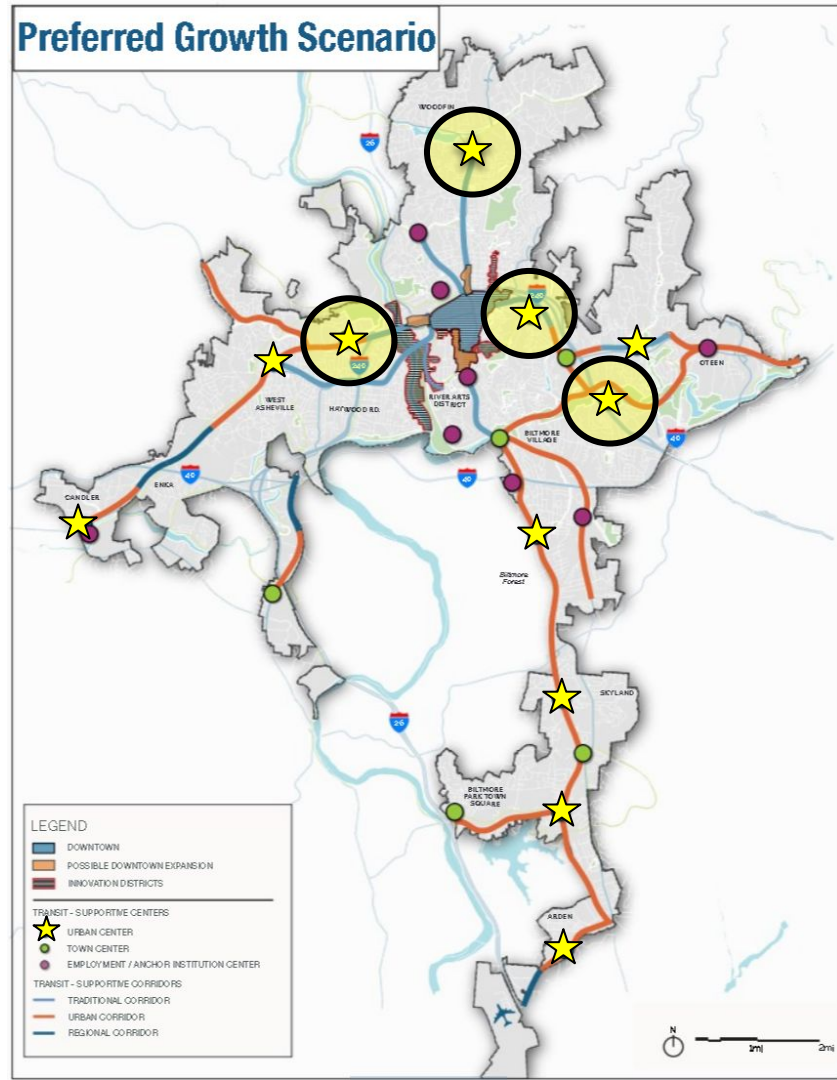 Preferred Growth Scenario
WOODFIN
26
240
OTEEN
240
WEST
ASHEVILLE
HAYWOOD RD.
RIVER ARTS
DISTRICT
BILTMORE
VILLAGE
40
40
40
ENKA
CANDLER
Biltmore
Forest
SKYLAND
26
BILTMORE
PARK TOWN
SQUARE
ARDEN
LEGEND
DOWNTOWN
POSSIBLE DOWNTOWN EXPANSION
INNOVATION DISTRICTS
TRANSIT - SUPPORTIVE CENTERS
URBAN CENTER
TOWN CENTER
EMPLOYMENT / ANCHOR INSTITUTION CENTER
TRANSIT - SUPPORTIVE CORRIDORS
TRADITIONAL CORRIDOR
URBAN CORRIDOR
REGIONAL CORRIDOR
N
1mi
2mi